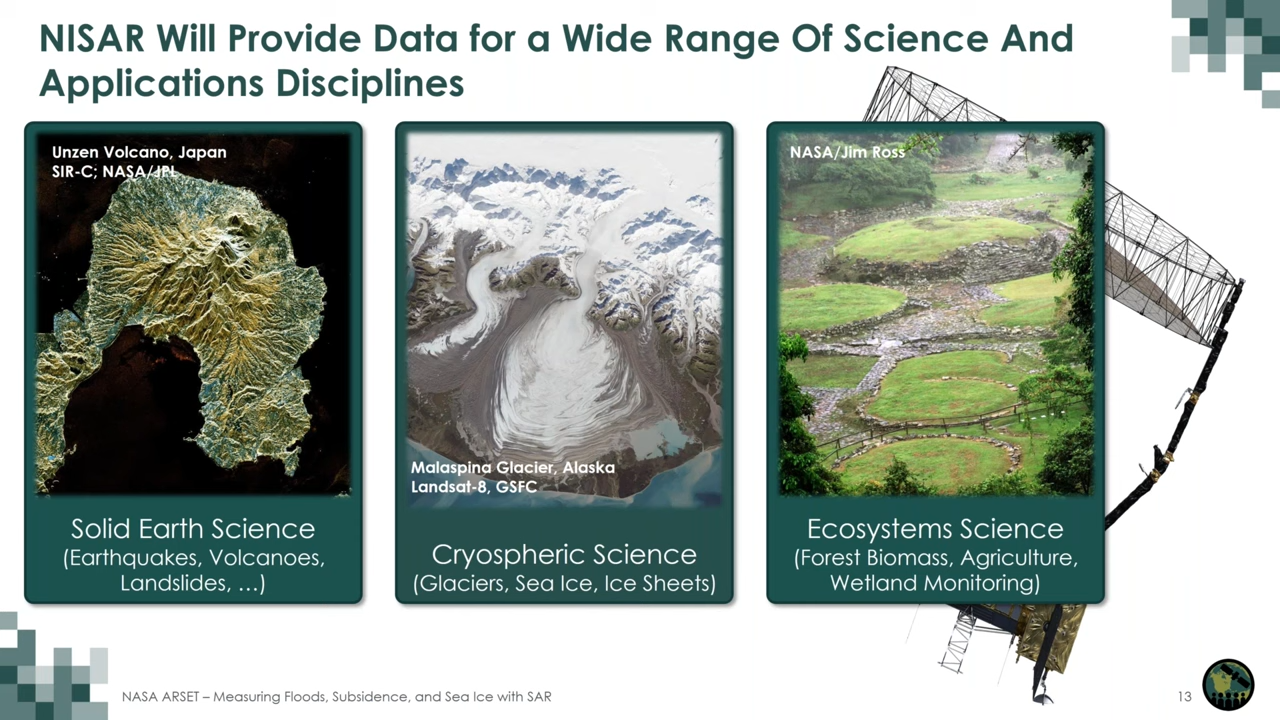 NISAR Will Provide Data for a Wide Range Of Science And
Applications Disciplines
Unzen Volcano, Japan
SIR-C; NASA/JPL
Solid Earth Science
(Earthquakes, Volcanoes,
Landslides, …)
Malaspina Glacier, Alaska
Landsat-8, GSFC
Cryospheric Science
(Glaciers, Sea Ice, Ice Sheets)
NASA/Jim Ross
Ecosystems Science
(Forest Biomass, Agriculture,
Wetland Monitoring)
NASA ARSET – Measuring Floods, Subsidence, and Sea Ice with SAR
13